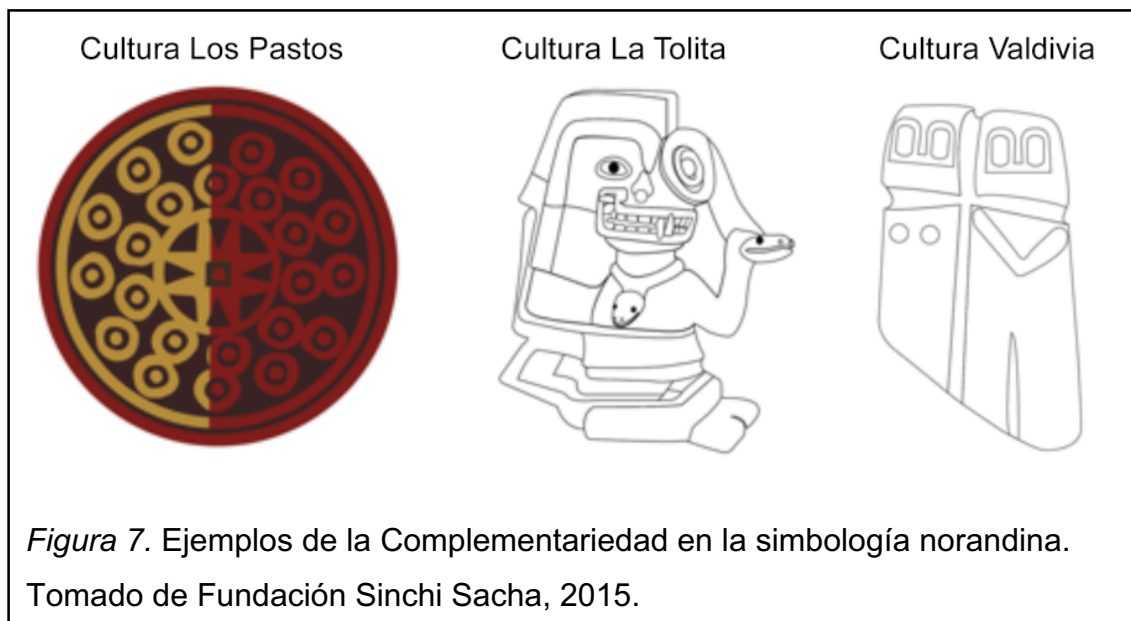 Cultura Los Pastos
Cultura La Tolita
Cultura Valdivia
Figura 7. Ejemplos de la Complementariedad en la simbología norandina.
Tomado de Fundación Sinchi Sacha, 2015.